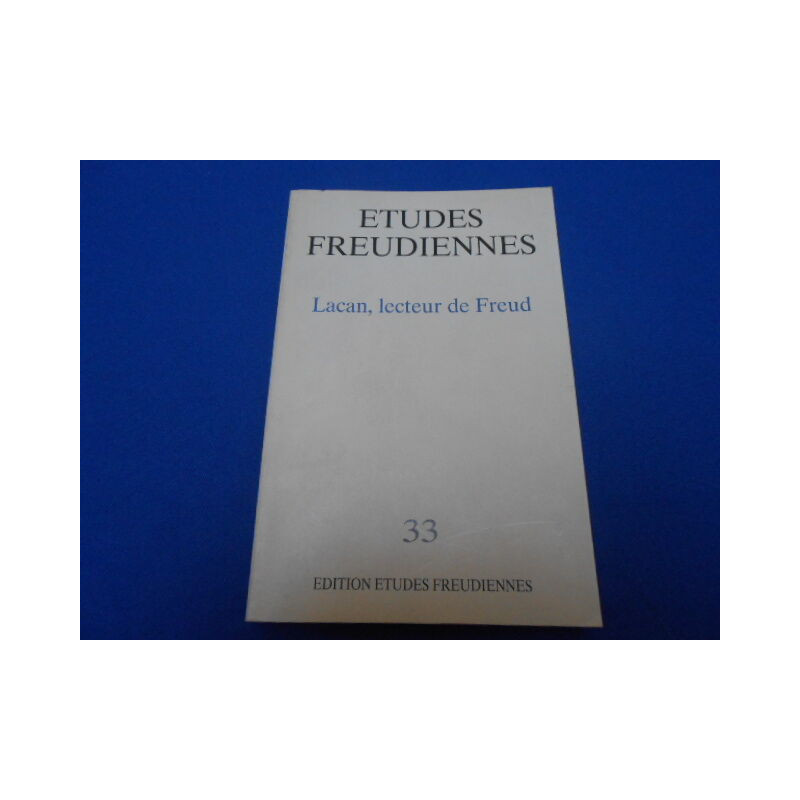 ETUDES
FREUDIENNES
Lacan, lecteur de Freud
33
EDITION ETUDES FREUDIENNES